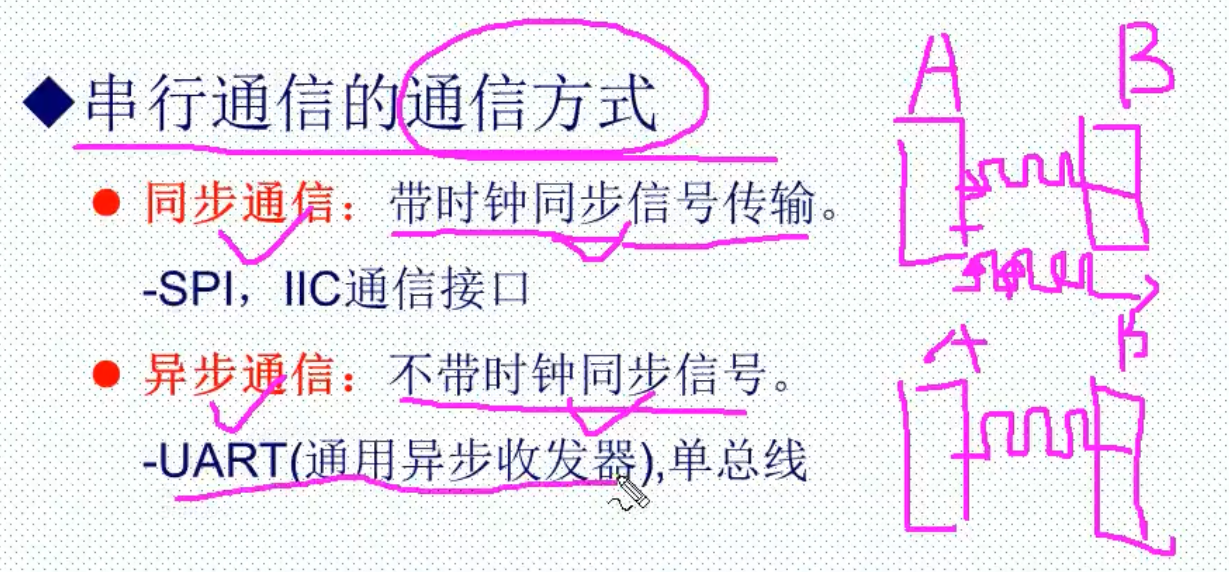 ◆串行通信的通信方式
A
B
● 同步通信：带时钟同步信号传输。
-SPI，IIC通信接口
A
B
● 异步通信：不带时钟同步信号。
-UART(通用异步收发器),单总线